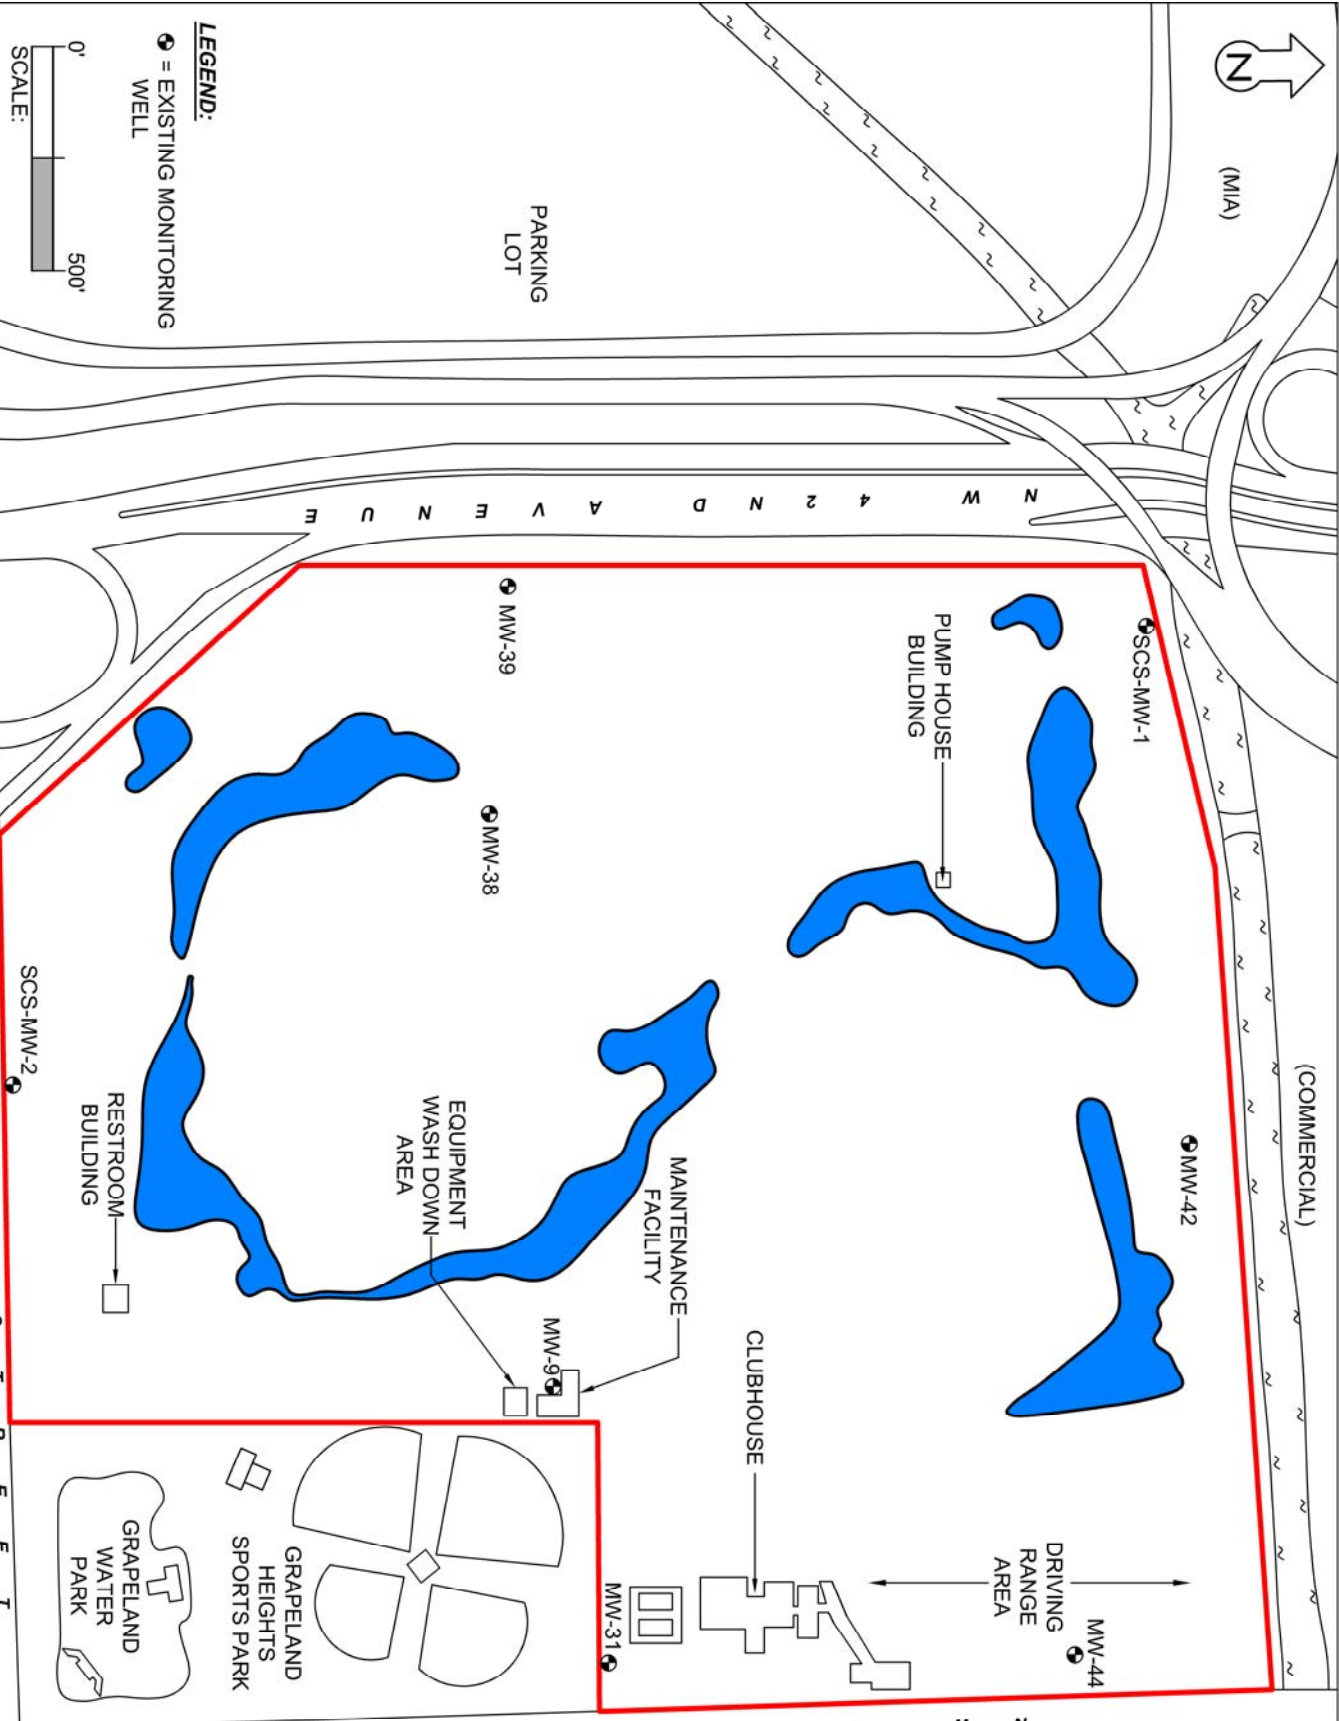 N
(MIA)
(COMMERCIAL)
PARKING
LOT
LEGEND:
= EXISTING MONITORING
WELL
0'
500'
SCALE:
NW 42ND AVENUE
SCS-MW-1
PUMP HOUSE
BUILDING
MW-39
MW-38
MW-42
SCS-MW-2
RESTROOM
BUILDING
EQUIPMENT
WASH DOWN
AREA
MAINTENANCE
FACILITY
MW-9
CLUBHOUSE
DRIVING
RANGE
AREA
MW-44
MW-31
GRAPELAND
HEIGHTS
SPORTS PARK
GRAPELAND
WATER
PARK